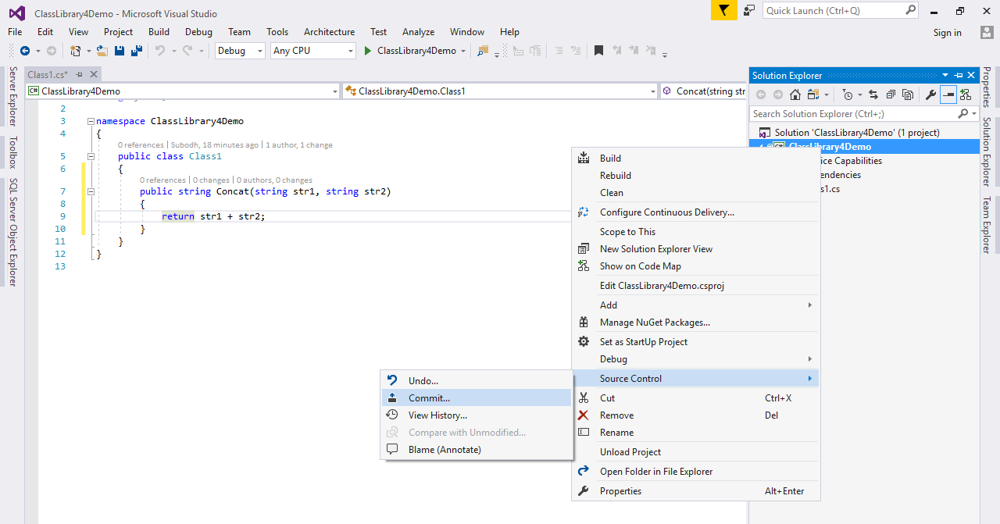 ClassLibrary4Demo - Microsoft Visual Studio
Quick Launch (Ctrl+Q)
File Edit View Project Build Debug Team Tools Architecture Test Analyze Window Help
Sign in
Debug Any CPU ClassLibrary4Demo
Server Explorer
Toolbox
SQL Server Object Explorer
Class1.cs*
C# ClassLibrary4Demo
ClassLibrary4Demo.Class1
Concat(string str
2
3 namespace ClassLibrary4Demo
4 {
0 references | Subodh, 18 minutes ago | 1 author, 1 change
5 public class Class1
6 {
0 references | 0 changes | 0 authors, 0 changes
7 public string Concat(string str1, string str2)
8 {
9 return str1 + str2;
10 }
11 }
12 }
13
Solution Explorer
Search Solution Explorer (Ctrl+;)
Solution 'ClassLibrary4Demo' (1 project)
C# ClassLibrary4Demo
ice Capabilities
endencies
s1.cs
Build
Rebuild
Clean
Configure Continuous Delivery...
Scope to This
New Solution Explorer View
Show on Code Map
Edit ClassLibrary4Demo.csproj
Add
Manage NuGet Packages...
Set as StartUp Project
Debug
Source Control
Cut Ctrl+X
Remove Del
Rename
Unload Project
Open Folder in File Explorer
Properties Alt+Enter
Undo...
Commit...
View History...
Compare with Unmodified...
Blame (Annotate)
Properties
Solution Explorer
Team Explorer